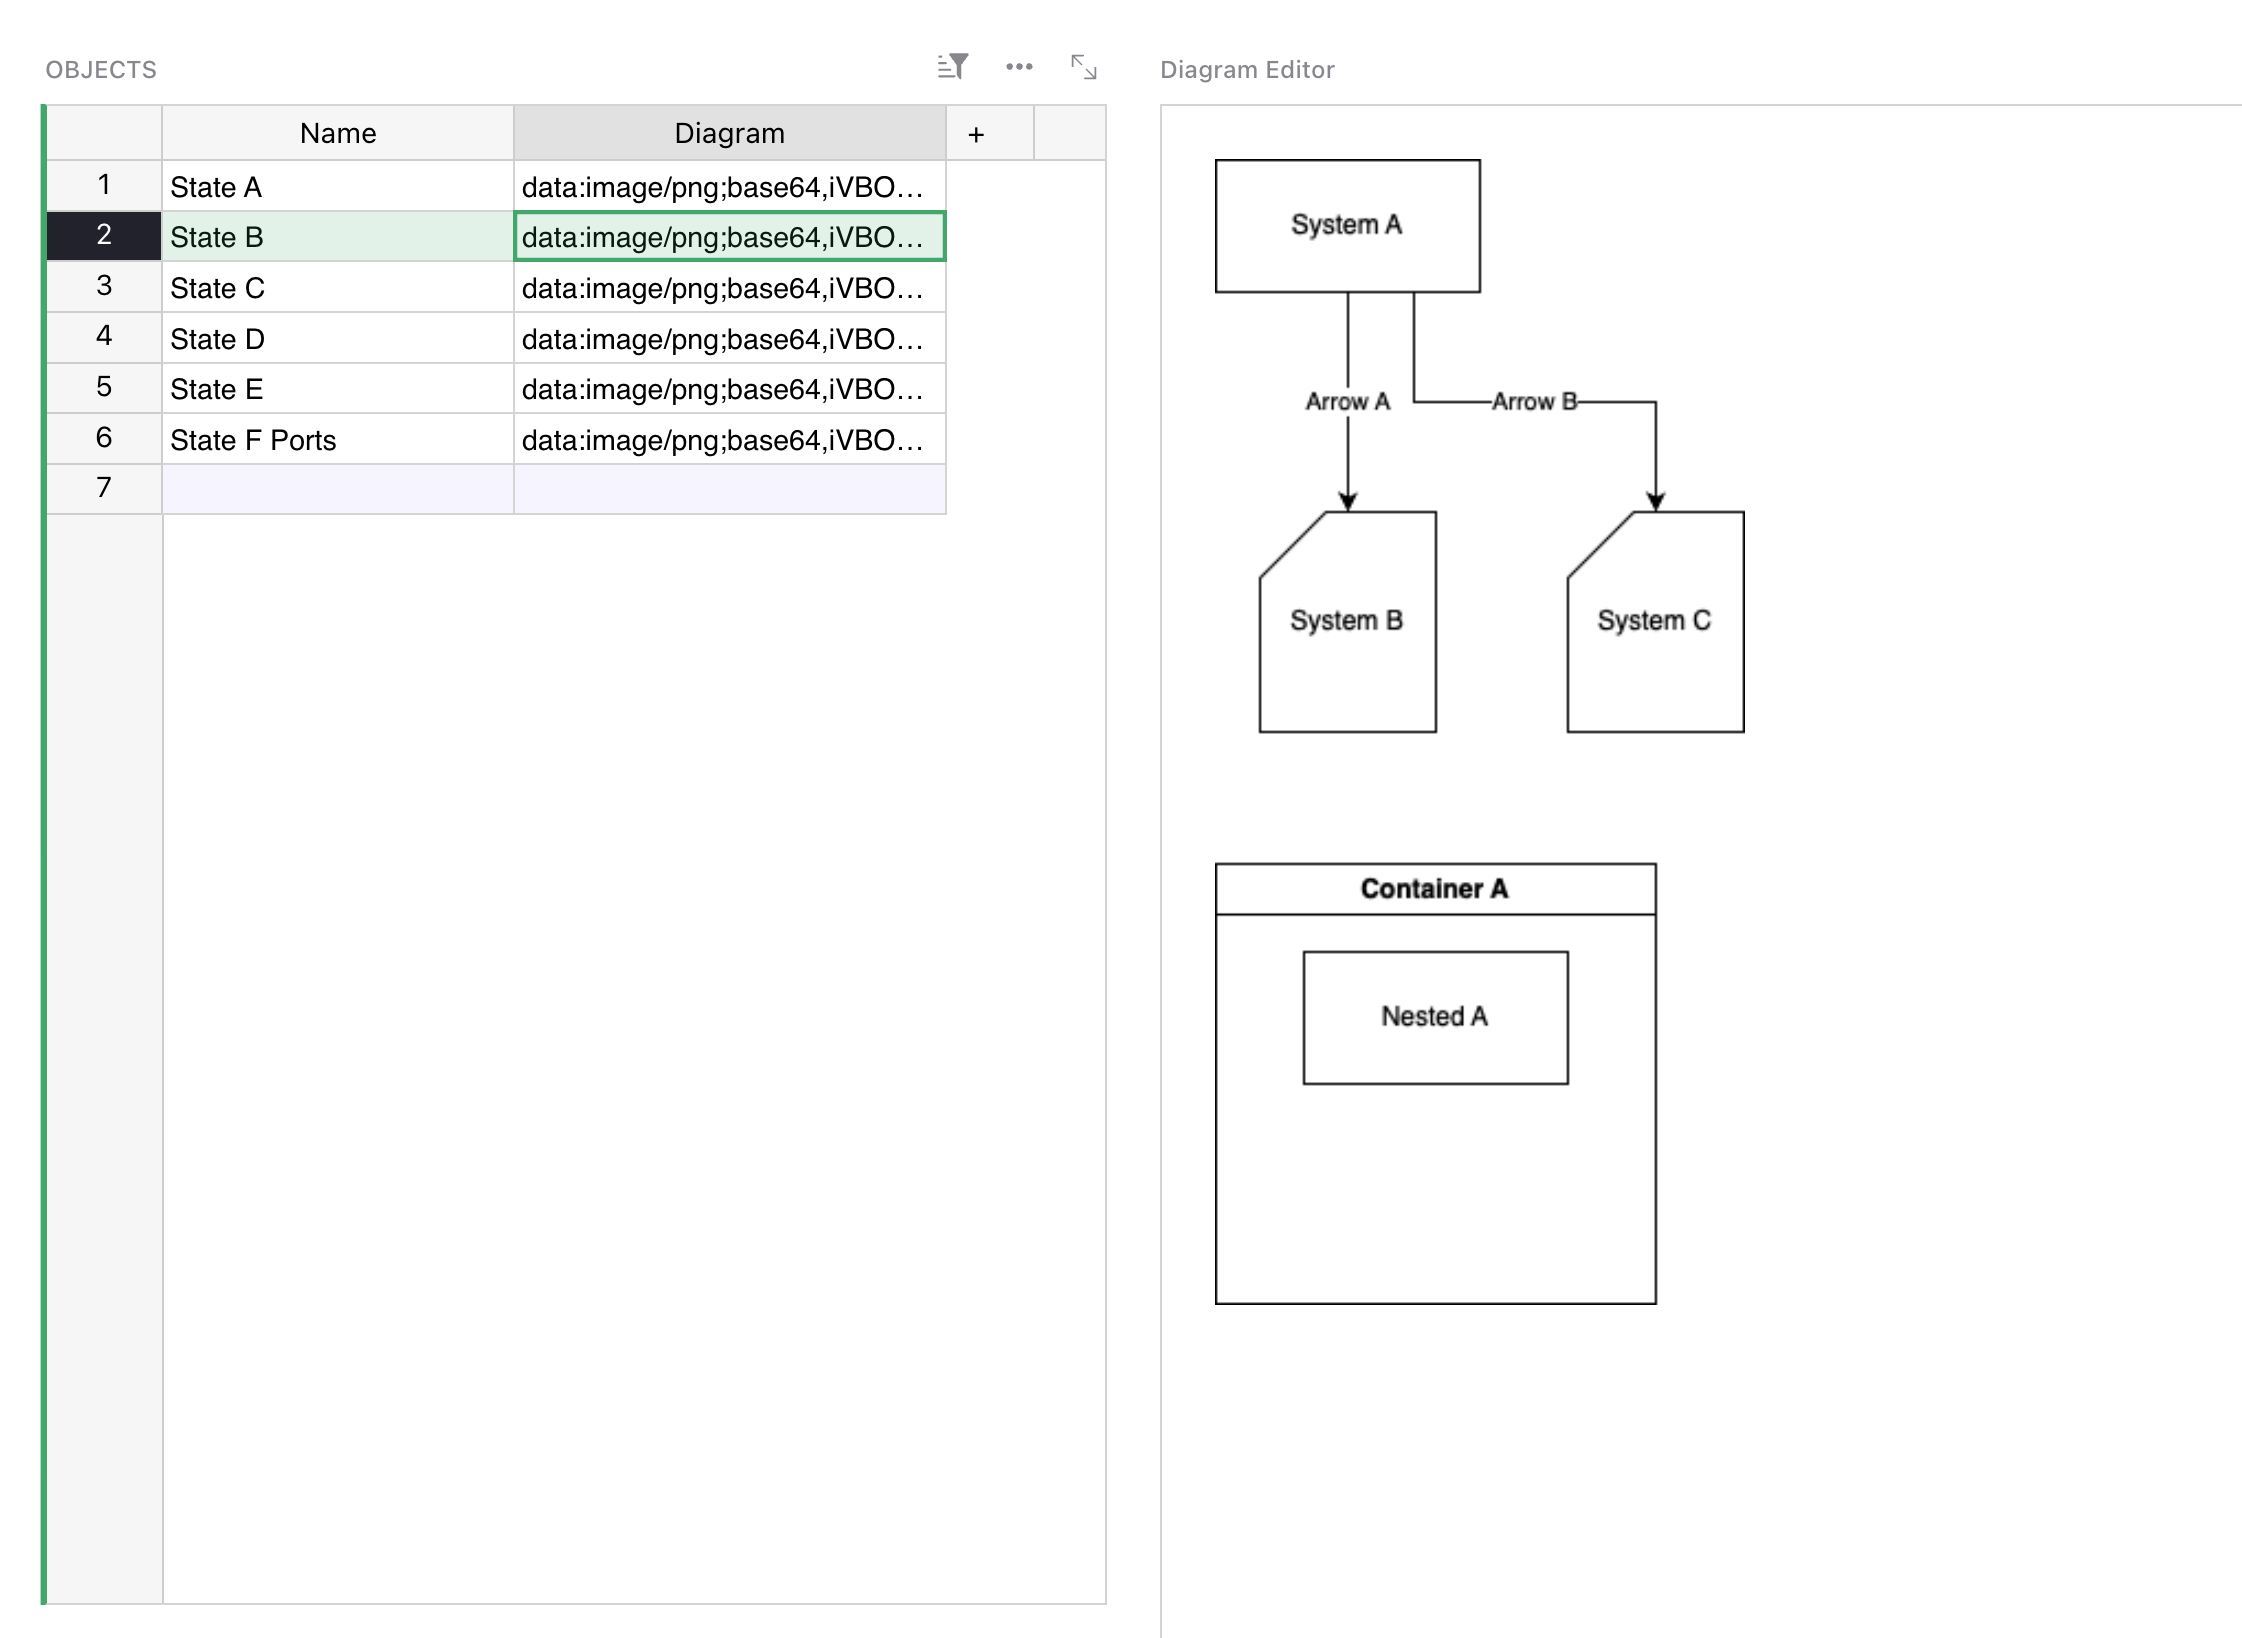 OBJECTS
Name Diagram +
1 State A data:image/png;base64,iVBO…
2 State B data:image/png;base64,iVBO…
3 State C data:image/png;base64,iVBO…
4 State D data:image/png;base64,iVBO…
5 State E data:image/png;base64,iVBO…
6 State F Ports data:image/png;base64,iVBO…
7
Diagram Editor
System A
Arrow A Arrow B
System B System C
Container A
Nested A